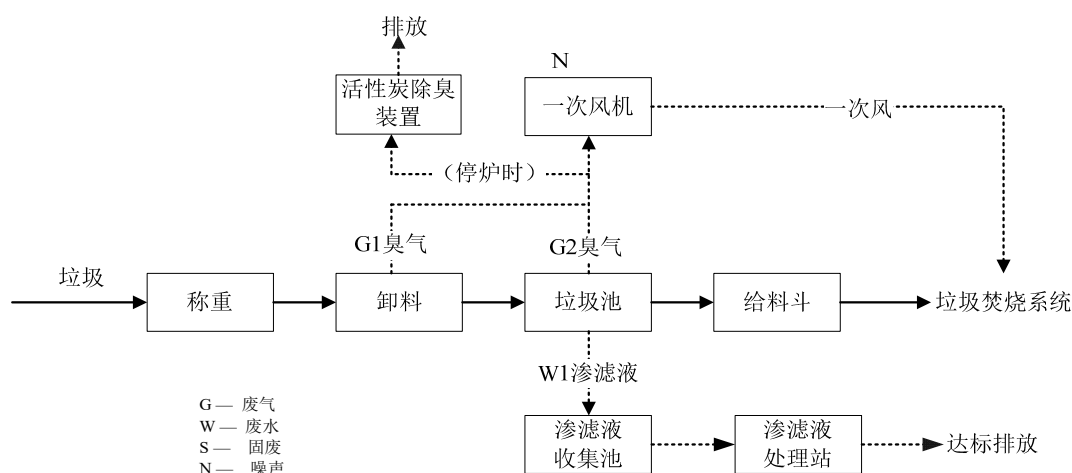 排放
N
活性炭除臭
装置
一次风机
一次风
（停炉时）
G1臭气
G2臭气
垃圾
称重
卸料
垃圾池
给料斗
垃圾焚烧系统
W1渗滤液
G — 废气
W — 废水
S — 固废
N — 噪声
渗滤液
收集池
渗滤液
处理站
达标排放